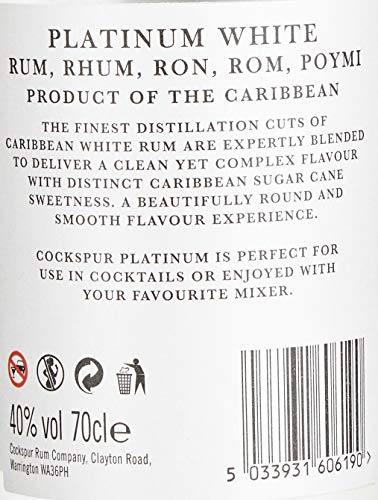 PLATINUM WHITE
RUM, RHUM, RON, ROM, POYMI
PRODUCT OF THE CARIBBEAN
THE FINEST DISTILLATION CUTS OF
CARIBBEAN WHITE RUM ARE EXPERTLY BLENDED
TO DELIVER A CLEAN YET COMPLEX FLAVOUR
WITH DISTINCT CARIBBEAN SUGAR CANE
SWEETNESS. A BEAUTIFULLY ROUND AND
SMOOTH FLAVOUR EXPERIENCE.
COCKSPUR PLATINUM IS PERFECT FOR
USE IN COCKTAILS OR ENJOYED WITH
YOUR FAVOURITE MIXER.
40% vol 70cl e
Cockspur Rum Company, Clayton Road,
Warrington WA36PH
5 033931 606190 >